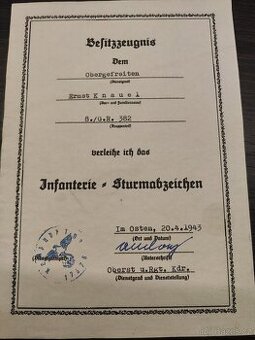 Besitzzeugnis
Dem
Obergefreiten
(Dienstgrad)
Ernst Knauel
(Vor- und Familienname)
8./G.R. 382
(Truppenteil)
verleihe ich das
Infanterie - Sturmabzeichen
Im Osten, 20.4.1943
(Ort und Datum)
(Unterschrift)
Oberst u.Rgt. Kdr.
(Dienstgrad und Dienststellung)